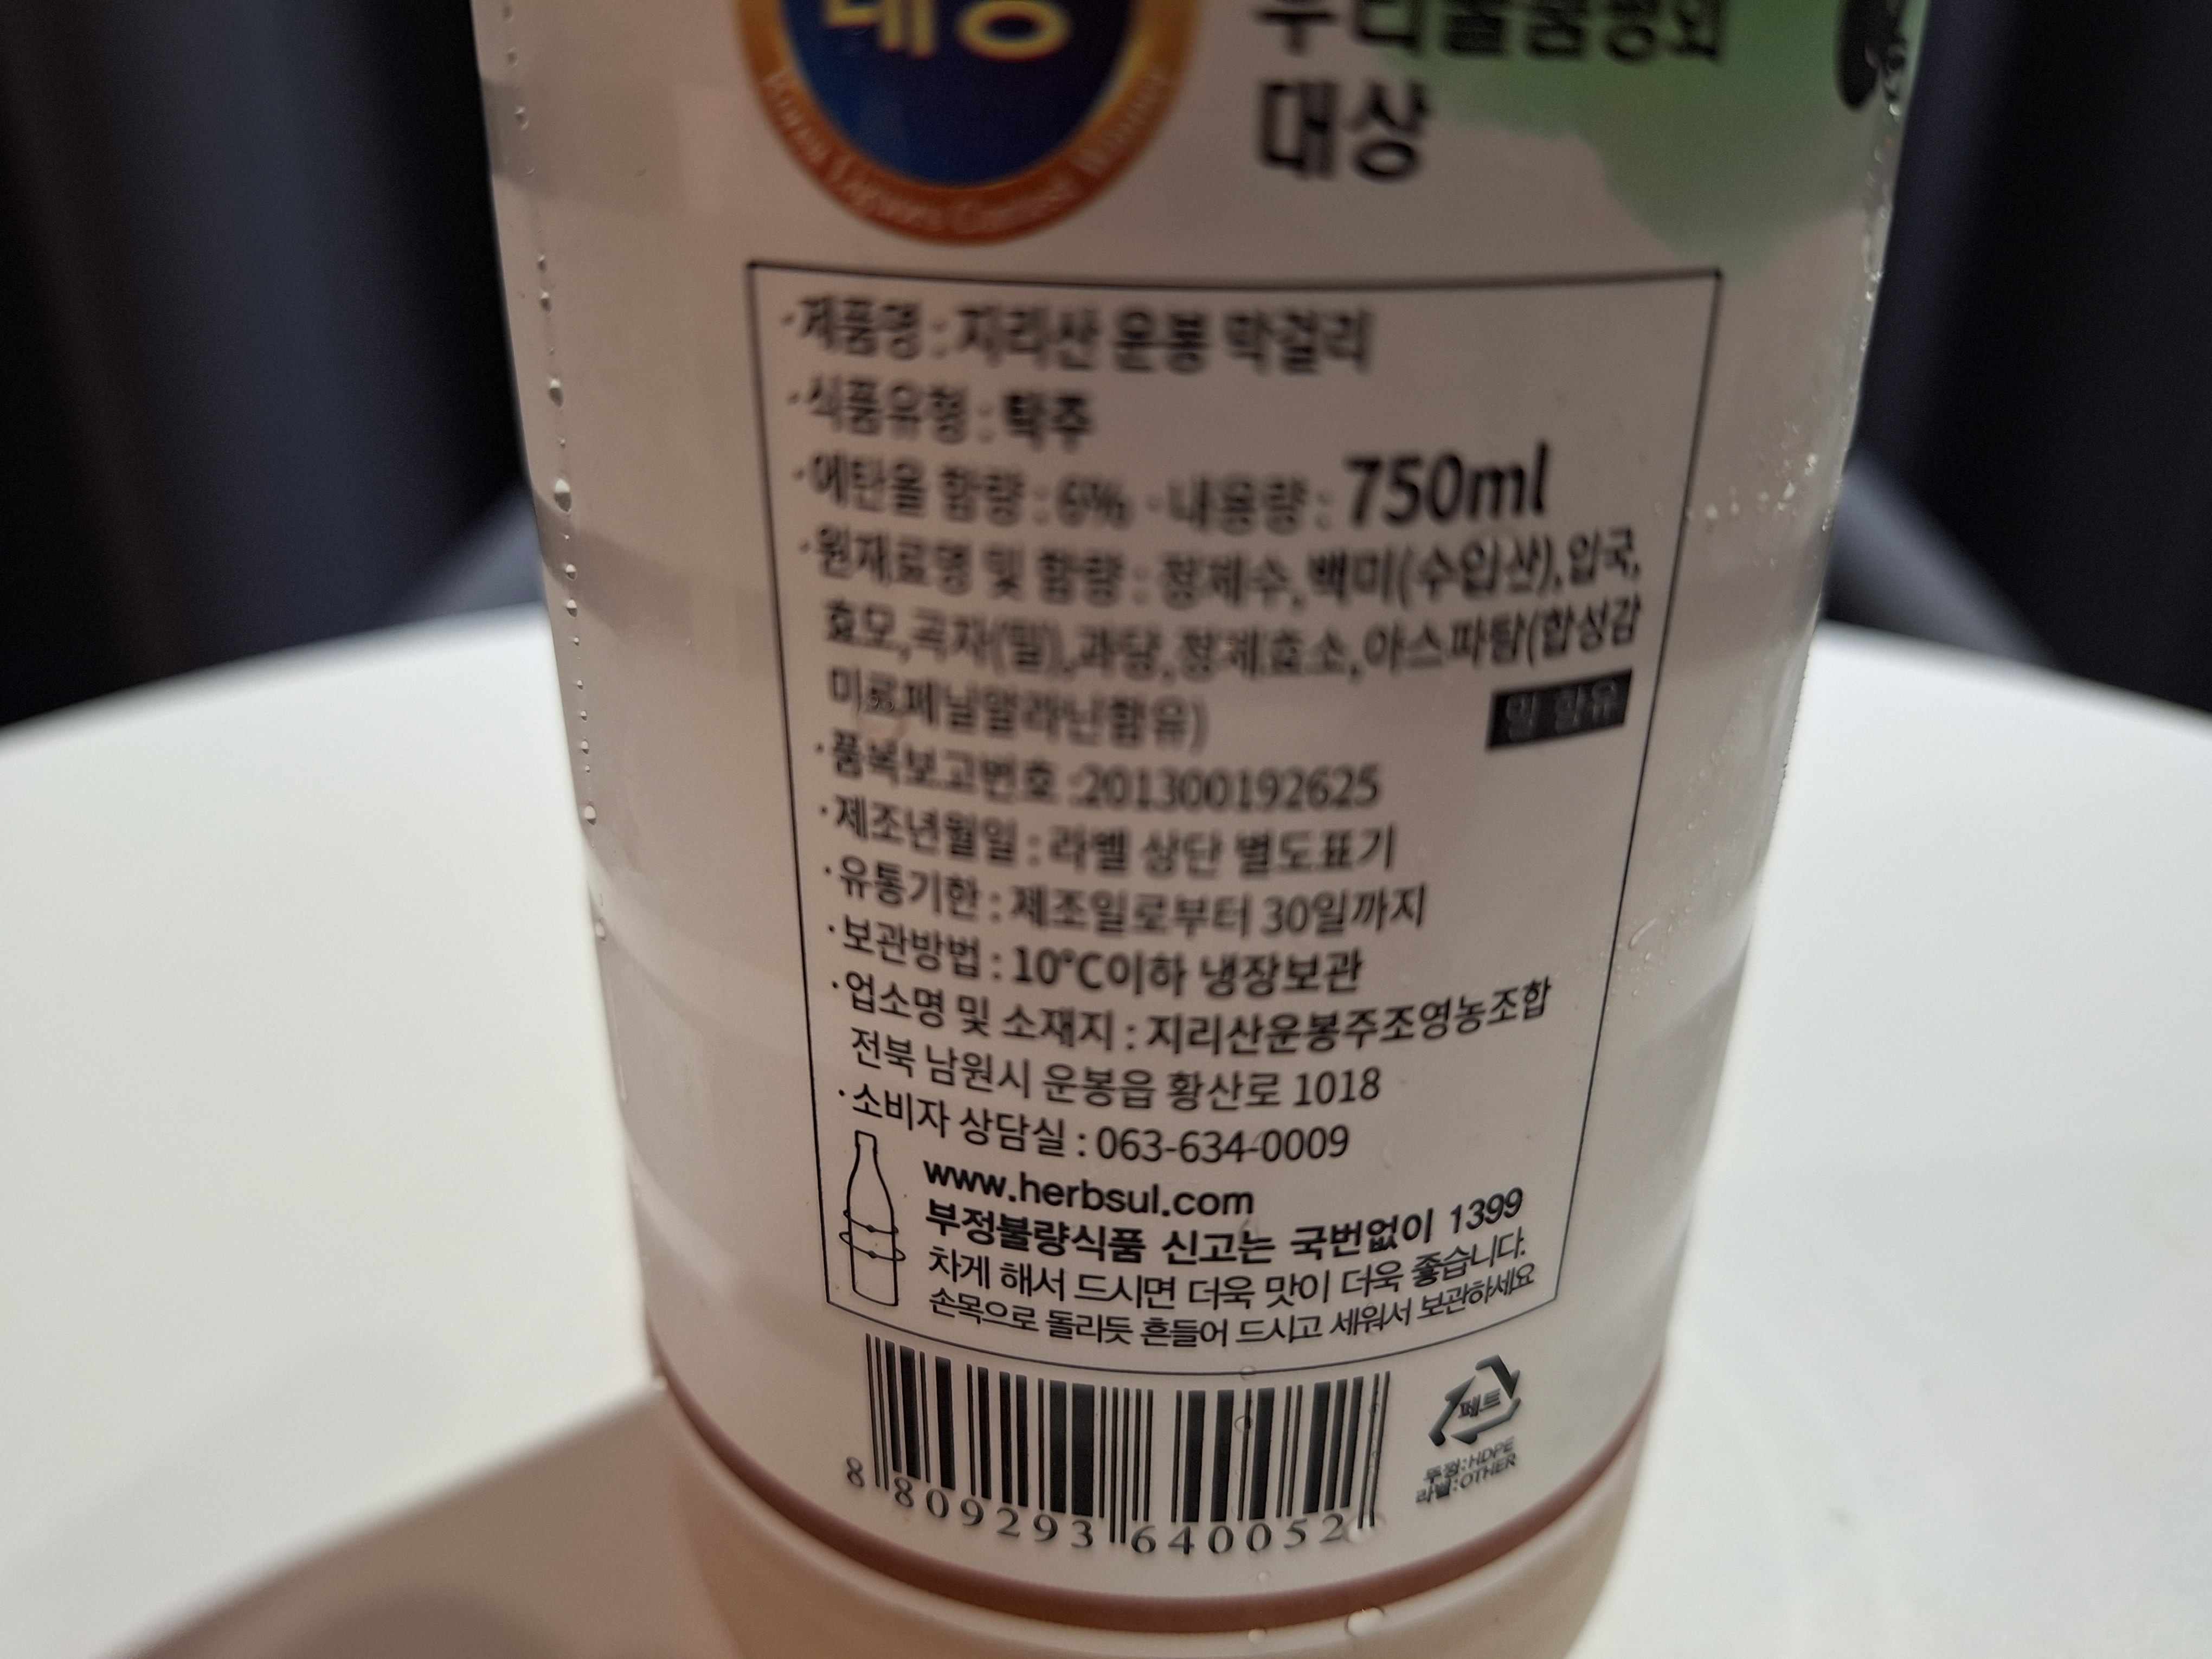 대상
Korea
대상
·제품명 : 지리산 운봉 막걸리
·식품유형 : 탁주
·에탄올 함량 : 6% ·내용량 : 750ml
·원재료명 및 함량 : 정제수, 백미(수입산), 입국,
효모,곡자(밀),과당,정제효소,아스파탐(합성감
미료페닐알라닌함유)
밀 함유
·품목보고번호 :201300192625
·제조년월일 : 라벨 상단 별도표기
·유통기한 : 제조일로부터 30일까지
·보관방법 : 10°C이하 냉장보관
·업소명 및 소재지 : 지리산운봉주조영농조합
전북 남원시 운봉읍 황산로 1018
·소비자 상담실 : 063-634-0009
www.herbsul.com
부정불량식품 신고는 국번없이 1399
차게 해서 드시면 더욱 맛이 더욱 좋습니다.
손목으로 돌리듯 흔들어 드시고 세워서 보관하세요
페트
뚜껑:HDPE
라벨:OTHER
8 809293 640052